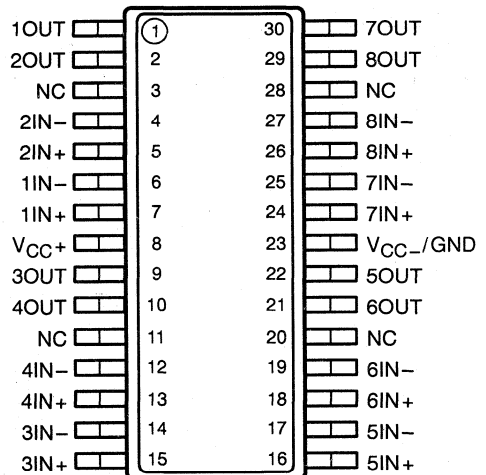 1OUT 1 30 7OUT
2OUT 2 29 8OUT
NC 3 28 NC
2IN− 4 27 8IN−
2IN+ 5 26 8IN+
1IN− 6 25 7IN−
1IN+ 7 24 7IN+
VCC+ 8 23 VCC−/GND
3OUT 9 22 5OUT
4OUT 10 21 6OUT
NC 11 20 NC
4IN− 12 19 6IN−
4IN+ 13 18 6IN+
3IN− 14 17 5IN−
3IN+ 15 16 5IN+